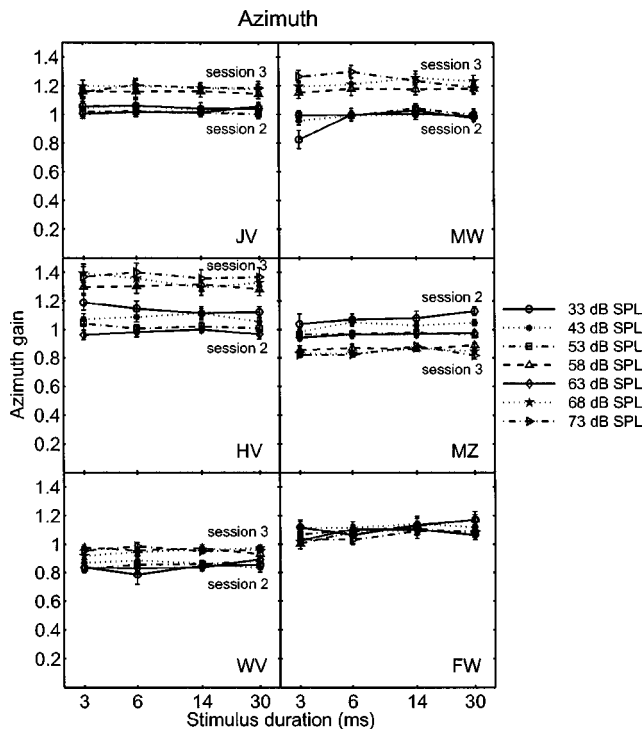 Azimuth
Azimuth gain
1.4
1.2
1
0.8
0.6
0.4
0.2
session 3
session 2
JV
session 3
session 2
MW
1.4
1.2
1
0.8
0.6
0.4
0.2
session 3
session 2
HV
session 2
session 3
MZ
1.4
1.2
1
0.8
0.6
0.4
0.2
session 3
session 2
WV
FW
3 6 14 30
3 6 14 30
Stimulus duration (ms)
33 dB SPL
43 dB SPL
53 dB SPL
58 dB SPL
63 dB SPL
68 dB SPL
73 dB SPL